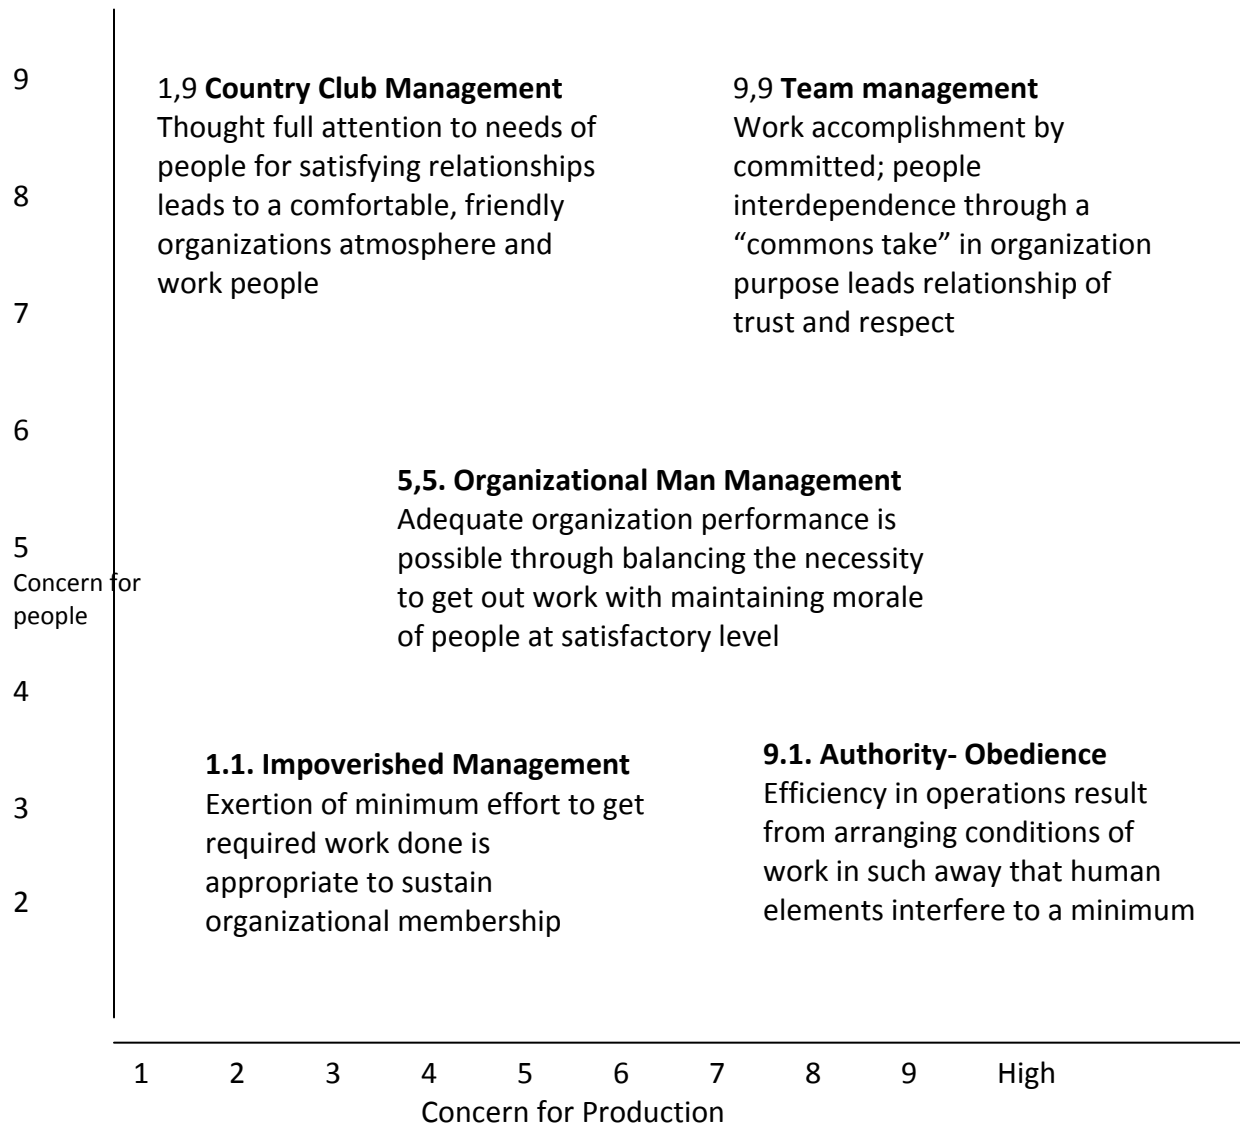 9
1,9 Country Club Management
Thought full attention to needs of
people for satisfying relationships
leads to a comfortable, friendly
organizations atmosphere and
work people
9,9 Team management
Work accomplishment by
committed; people
interdependence through a
“commons take” in organization
purpose leads relationship of
trust and respect
8
7
6
5,5. Organizational Man Management
Adequate organization performance is
possible through balancing the necessity
to get out work with maintaining morale
of people at satisfactory level
5
Concern for
people
4
1.1. Impoverished Management
Exertion of minimum effort to get
required work done is
appropriate to sustain
organizational membership
9.1. Authority- Obedience
Efficiency in operations result
from arranging conditions of
work in such away that human
elements interfere to a minimum
3
2
1 2 3 4 5 6 7 8 9 High
Concern for Production